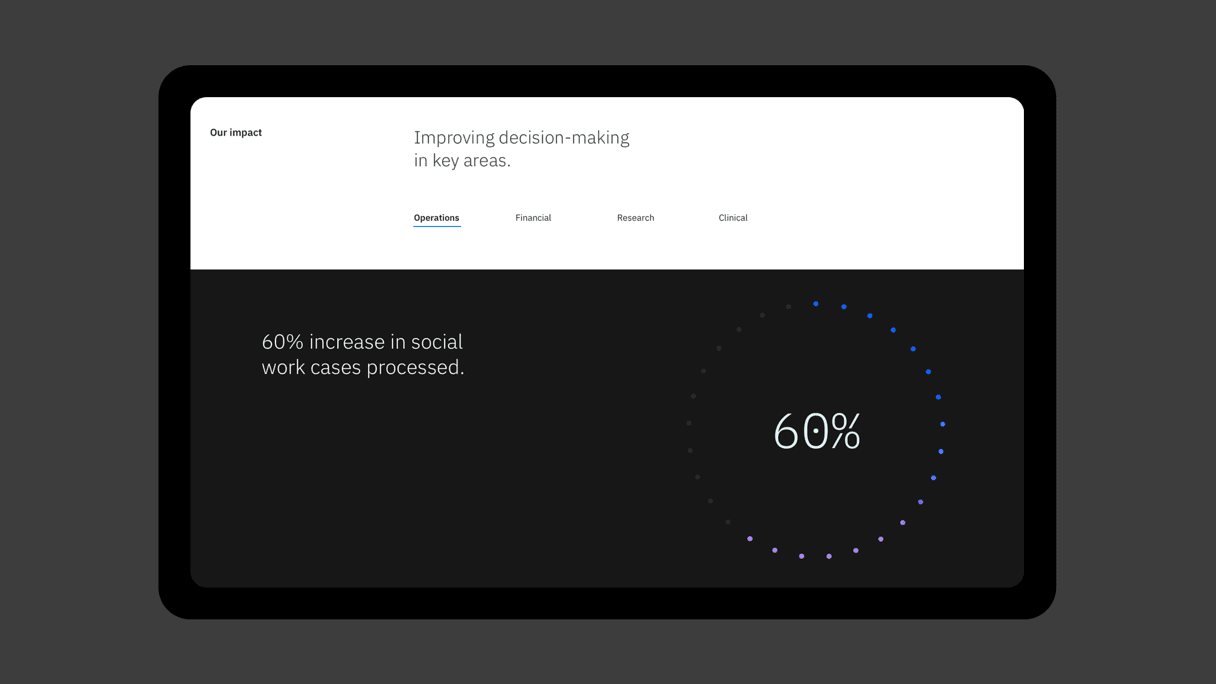 Our impact
Improving decision-making
in key areas.
Operations
Financial
Research
Clinical
60% increase in social
work cases processed.
60%